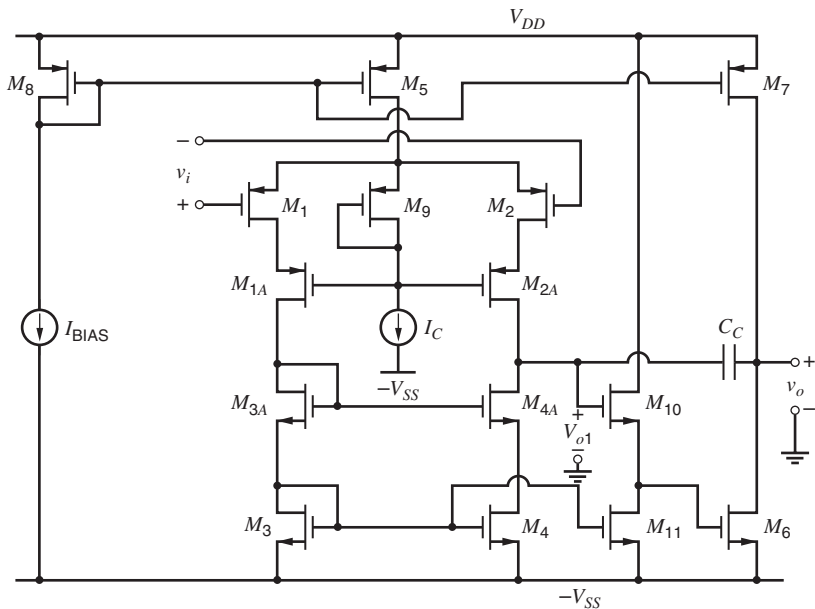 V_DD
M_8
M_5
M_7
−
v_i
+
M_1
M_9
M_2
M_1A
M_2A
I_BIAS
I_C
C_C
+
−V_SS
v_o
M_3A
M_4A
+
M_10
−
V_o1
−
M_3
M_4
M_11
M_6
−V_SS